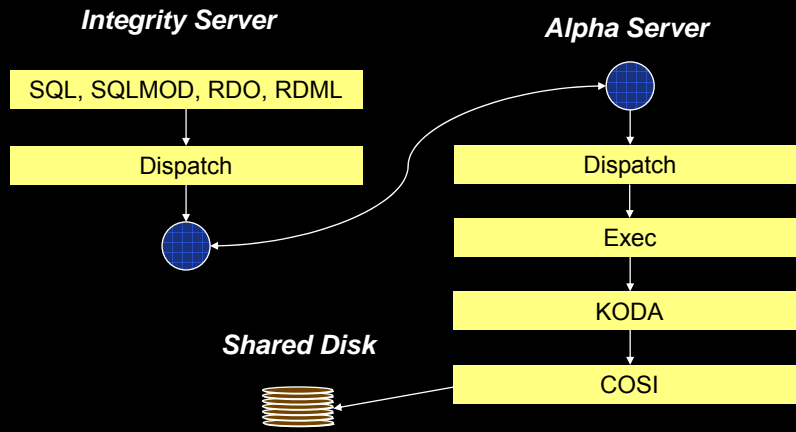 Integrity Server
SQL, SQLMOD, RDO, RDML
Dispatch
Alpha Server
Dispatch
Exec
KODA
COSI
Shared Disk